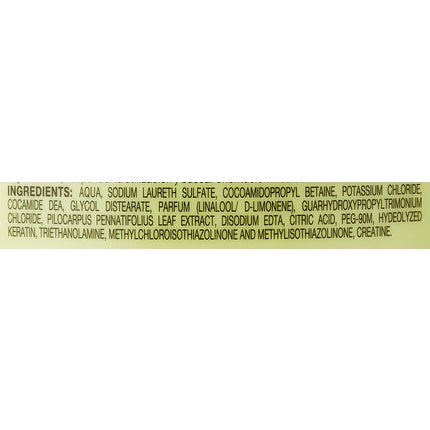 INGREDIENTS: AQUA, SODIUM LAURETH SULFATE, COCOAMIDOPROPYL BETAINE, POTASSIUM CHLORIDE,
COCAMIDE DEA, GLYCOL DISTEARATE, PARFUM (LINALOOL/ D-LIMONENE), GUARHYDROXYPROPYLTRIMONIUM
CHLORIDE, PILOCARPUS PENNATIFOLIUS LEAF EXTRACT, DISODIUM EDTA, CITRIC ACID, PEG-90M, HYDEOLYZED
KERATIN, TRIETHANOLAMINE, METHYLCHLOROISOTHIAZOLINONE AND METHYLISOTHIAZOLINONE, CREATINE.